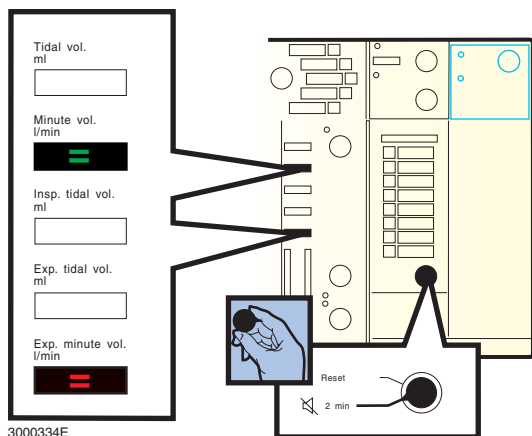 Tidal vol.
ml
Minute vol.
l/min
Insp. tidal vol.
ml
Exp. tidal vol.
ml
Exp. minute vol.
l/min
Reset
2 min
3000334E